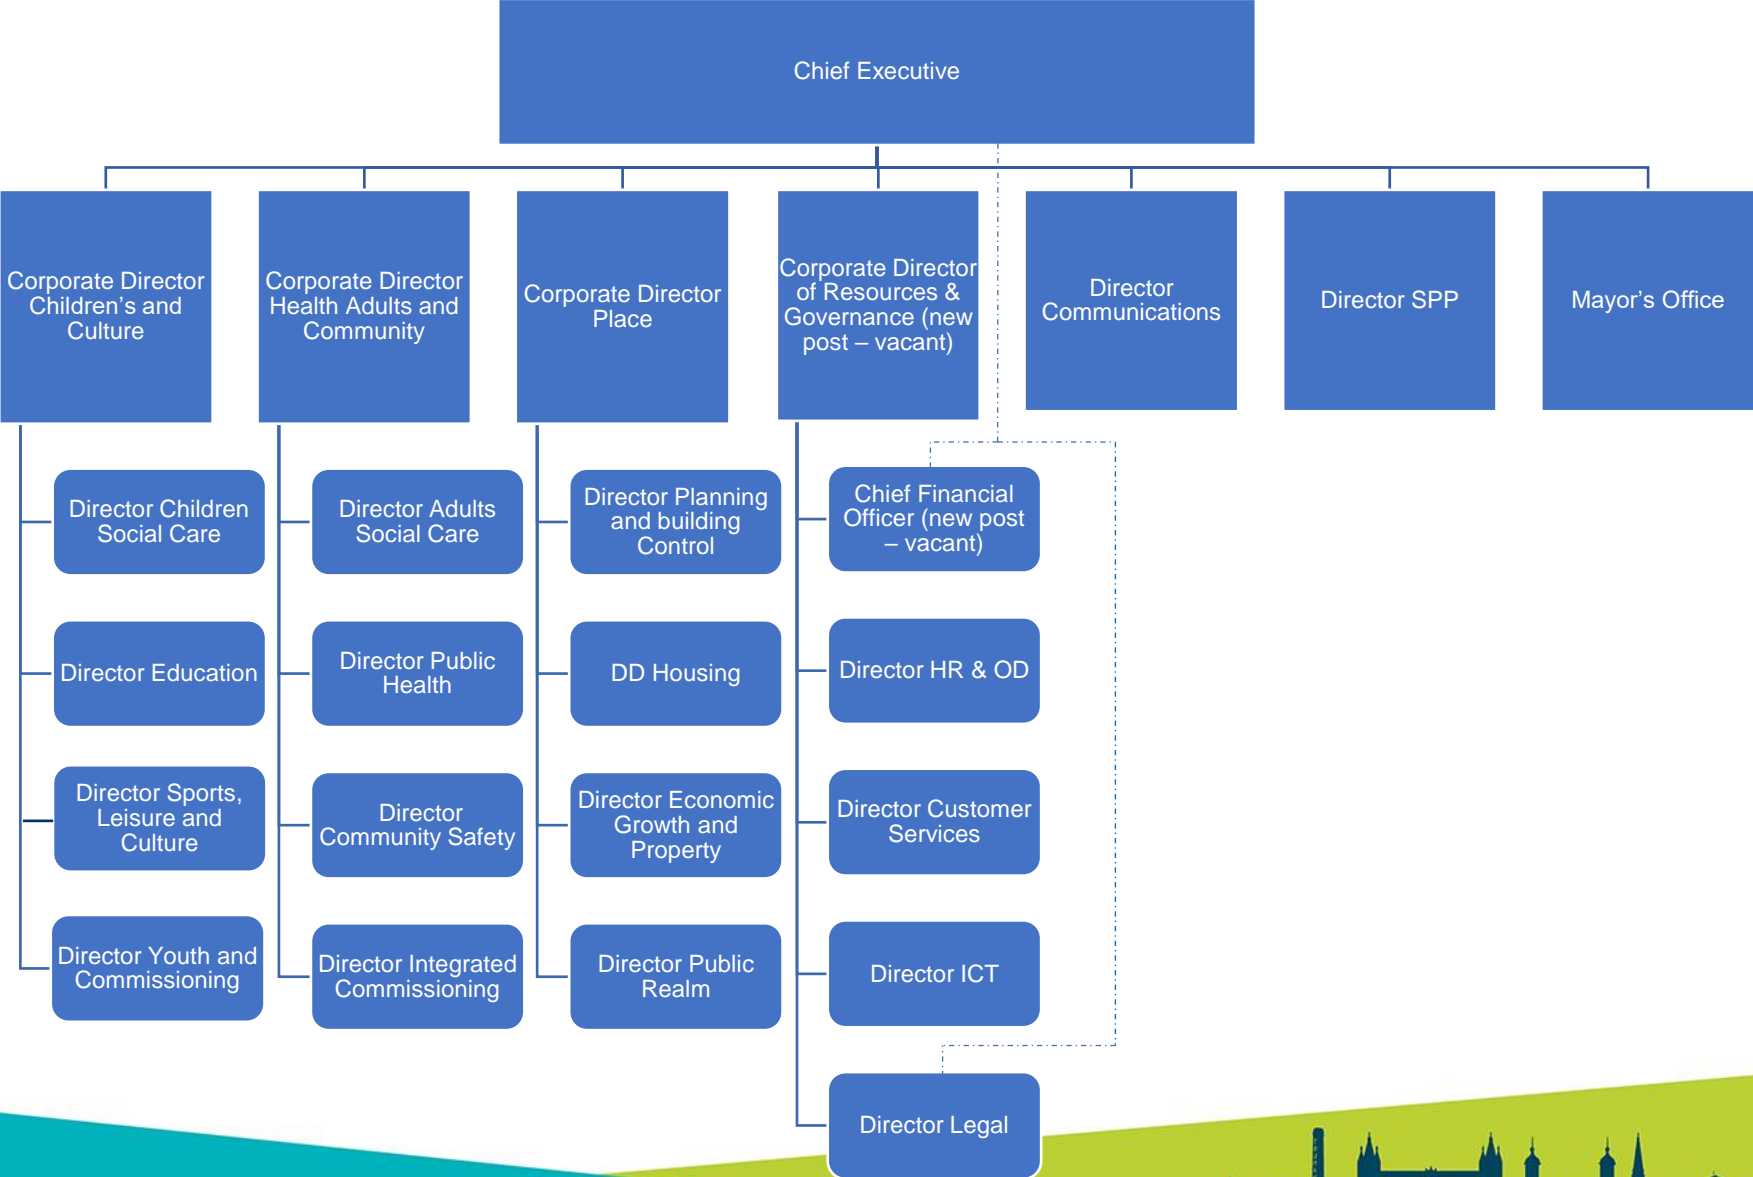 Chief Executive
Corporate Director
Children’s and
Culture
Corporate Director
Health Adults and
Community
Corporate Director
Place
Corporate Director
of Resources &
Governance (new
post – vacant)
Director
Communications
Director SPP
Mayor’s Office
Director Children
Social Care
Director Education
Director Sports,
Leisure and
Culture
Director Youth and
Commissioning
Director Adults
Social Care
Director Public
Health
Director
Community Safety
Director Integrated
Commissioning
Director Planning
and building
Control
DD Housing
Director Economic
Growth and
Property
Director Public
Realm
Chief Financial
Officer (new post
– vacant)
Director HR & OD
Director Customer
Services
Director ICT
Director Legal